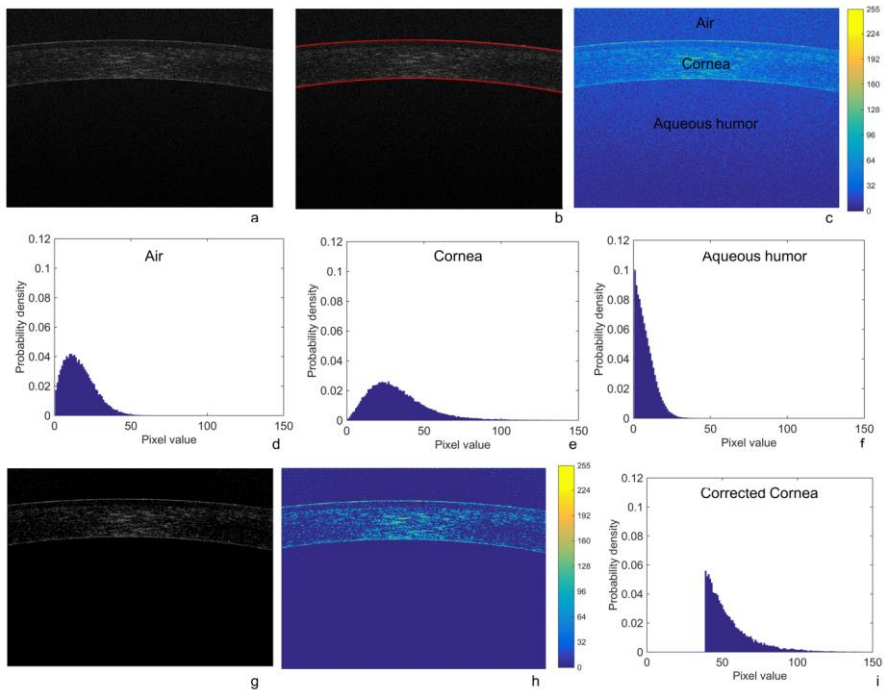 a
b
Air
Cornea
Aqueous humor
255
224
192
160
128
96
64
32
0
c
Air
0.12
0.1
0.08
0.06
0.04
0.02
0
Probability density
0
50
100
150
Pixel value
d
Cornea
0.12
0.1
0.08
0.06
0.04
0.02
0
Probability density
0
50
100
150
Pixel value
e
Aqueous humor
0.12
0.1
0.08
0.06
0.04
0.02
0
Probability density
0
50
100
150
Pixel value
f
g
255
224
192
160
128
96
64
32
0
h
Corrected Cornea
0.12
0.1
0.08
0.06
0.04
0.02
0
Probability density
0
50
100
150
Pixel value
i